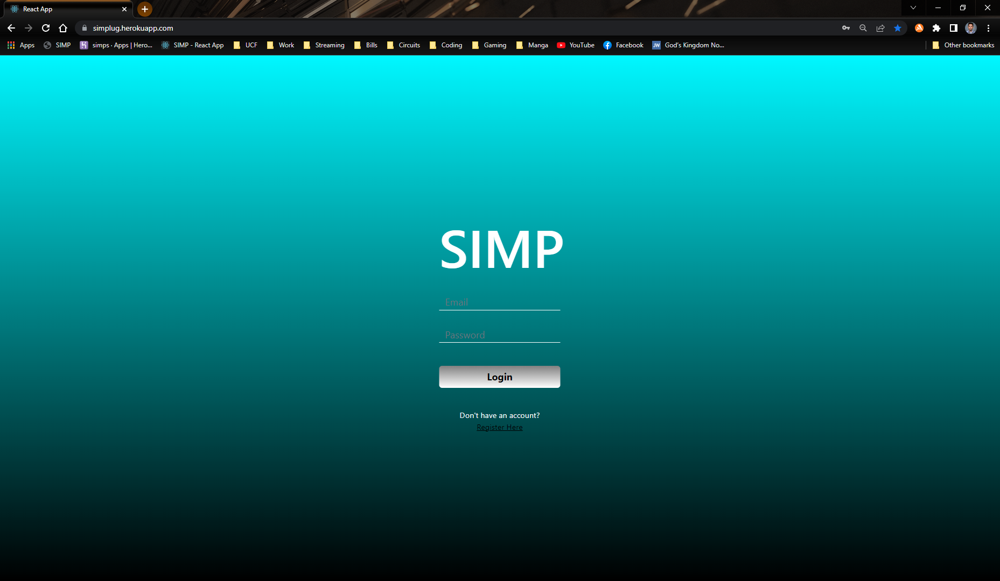 React App
simplug.herokuapp.com
Apps SIMP simps · Apps | Hero... SIMP - React App UCF Work Streaming Bills Circuits Coding Gaming Manga YouTube Facebook JW God's Kingdom No... Other bookmarks
SIMP
Email
Password
Login
Don't have an account?
Register Here